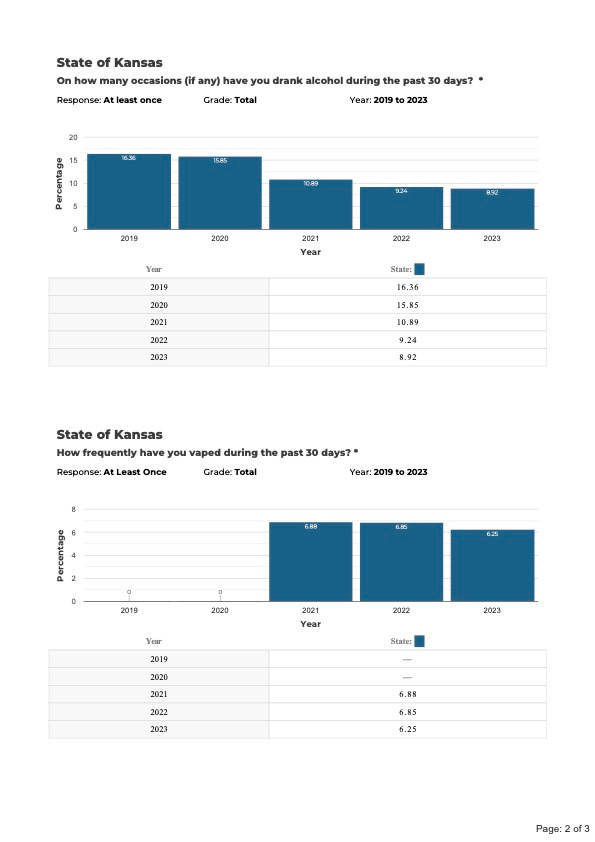 State of Kansas
On how many occasions (if any) have you drank alcohol during the past 30 days? *
Response: At least once Grade: Total Year: 2019 to 2023
20
15
10
5
0
Percentage
16.36
15.85
10.89
9.24
8.92
2019 2020 2021 2022 2023
Year
Year State:
2019 16.36
2020 15.85
2021 10.89
2022 9.24
2023 8.92
State of Kansas
How frequently have you vaped during the past 30 days? *
Response: At Least Once Grade: Total Year: 2019 to 2023
8
6
4
2
0
Percentage
0
0
6.88
6.85
6.25
2019 2020 2021 2022 2023
Year
Year State:
2019 —
2020 —
2021 6.88
2022 6.85
2023 6.25
Page: 2 of 3